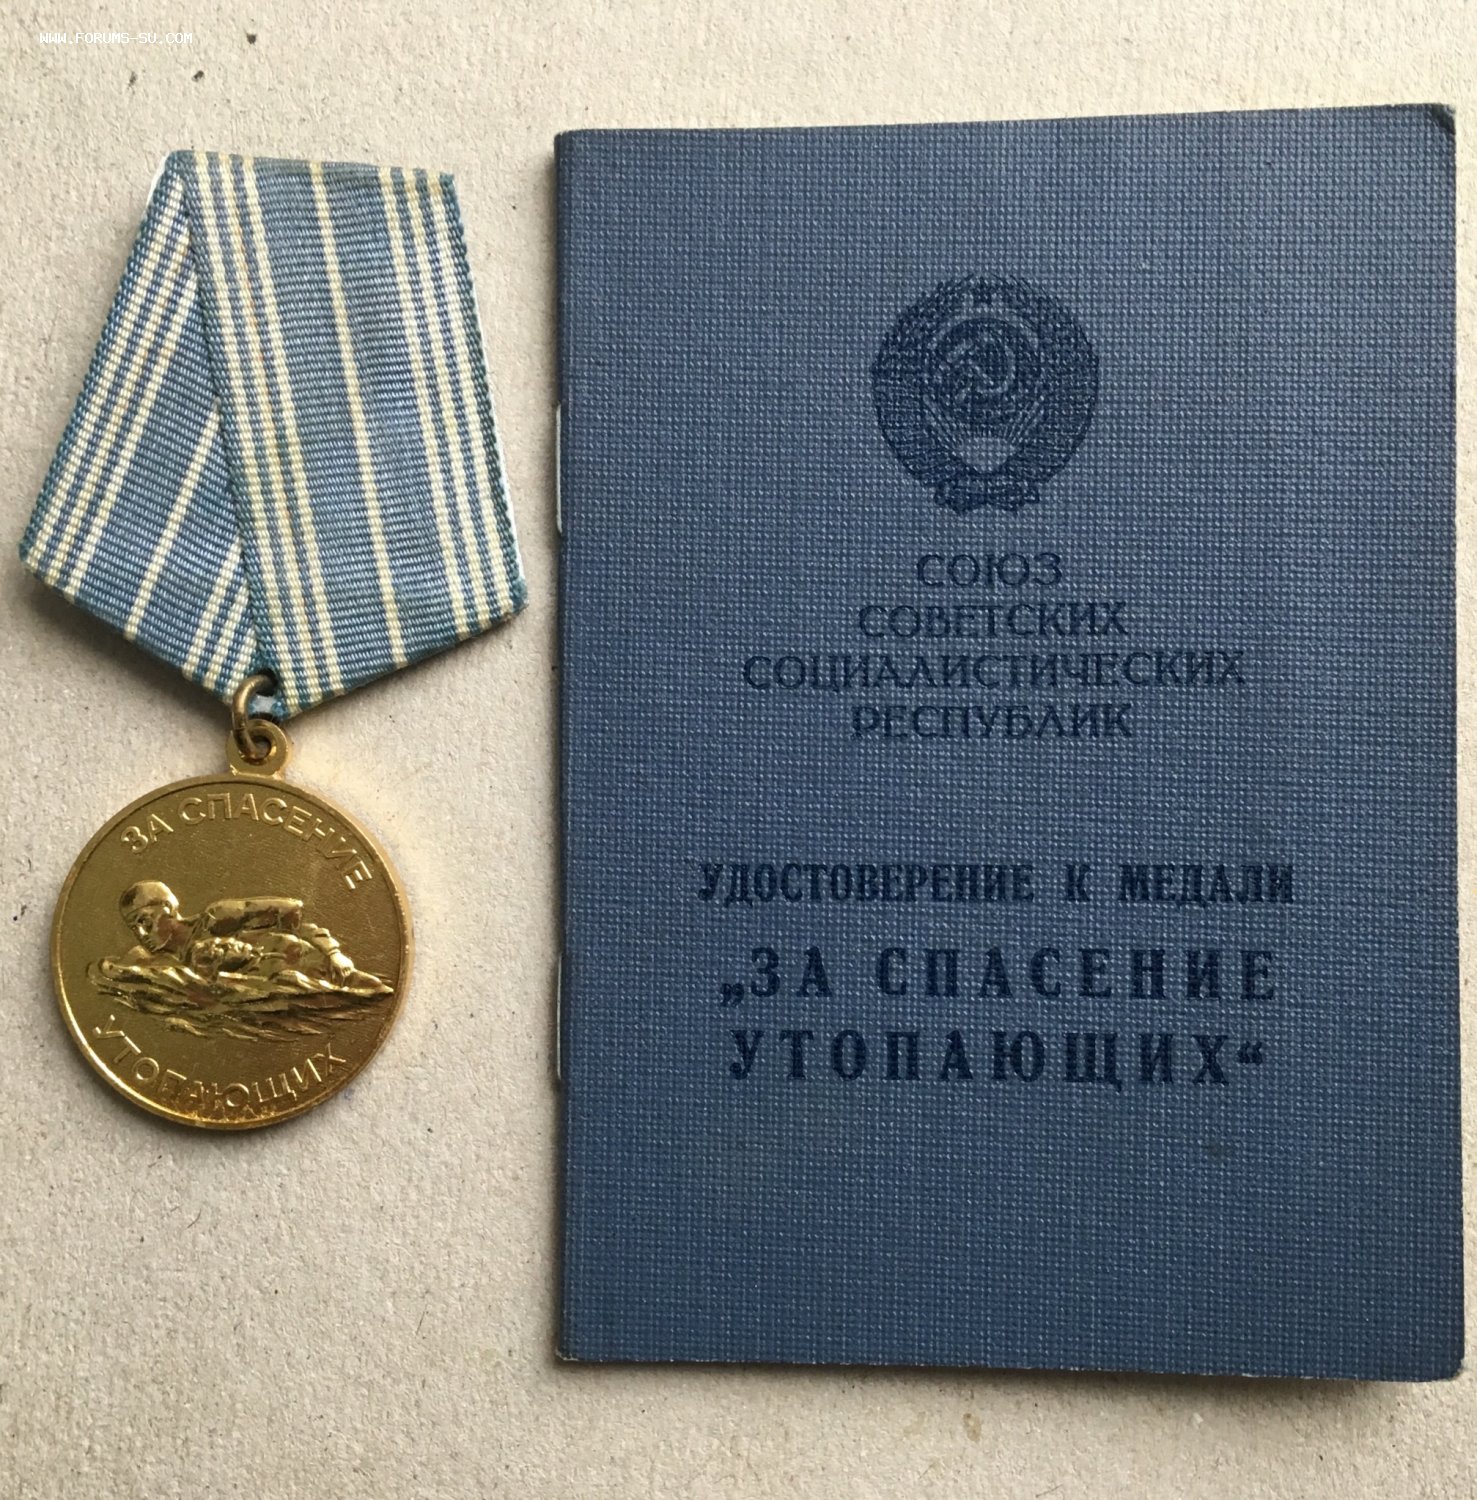 WWW.FORUMS-SU.COM
ЗА СПАСЕНИЕ
УТОПАЮЩИХ
СОЮЗ
СОВЕТСКИХ
СОЦИАЛИСТИЧЕСКИХ
РЕСПУБЛИК
УДОСТОВЕРЕНИЕ К МЕДАЛИ
„ЗА СПАСЕНИЕ
УТОПАЮЩИХ“